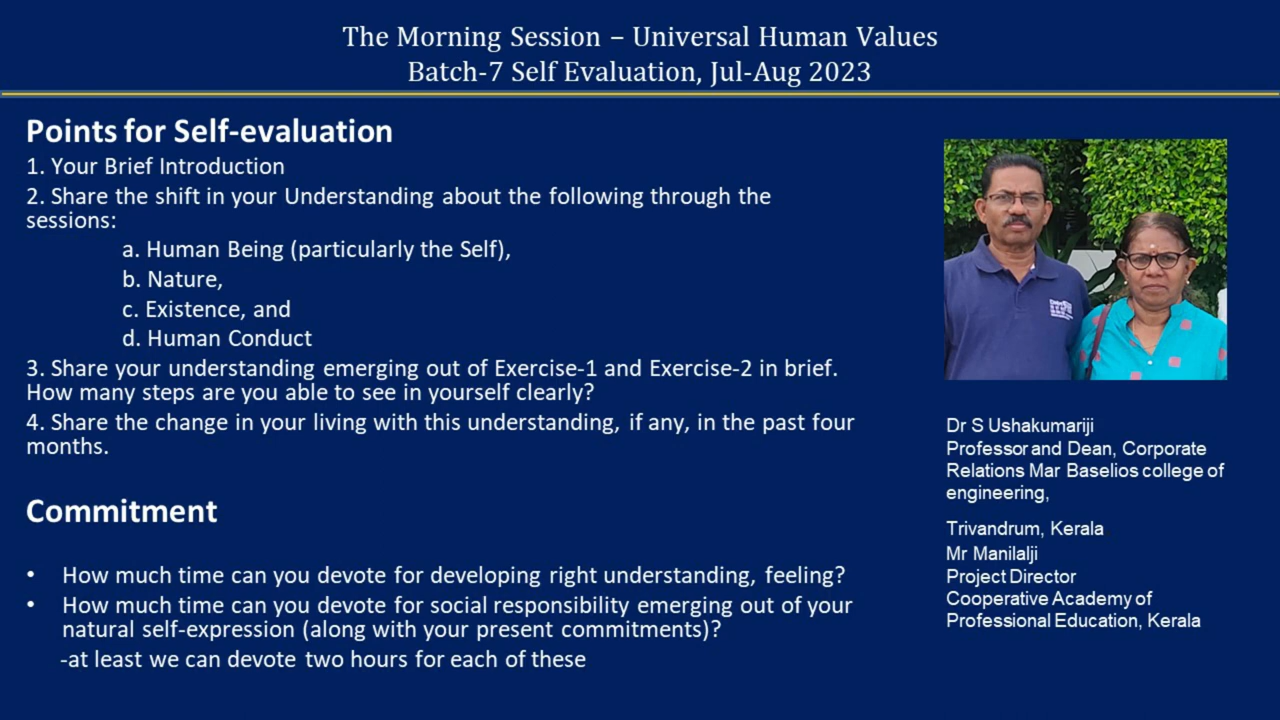 The Morning Session – Universal Human Values
Batch-7 Self Evaluation, Jul-Aug 2023
Points for Self-evaluation
1. Your Brief Introduction
2. Share the shift in your Understanding about the following through the
sessions:
a. Human Being (particularly the Self),
b. Nature,
c. Existence, and
d. Human Conduct
3. Share your understanding emerging out of Exercise-1 and Exercise-2 in brief.
How many steps are you able to see in yourself clearly?
4. Share the change in your living with this understanding, if any, in the past four
months.
Commitment
• How much time can you devote for developing right understanding, feeling?
• How much time can you devote for social responsibility emerging out of your
natural self-expression (along with your present commitments)?
-at least we can devote two hours for each of these
Dr S Ushakumariji
Professor and Dean, Corporate
Relations Mar Baselios college of
engineering,
Trivandrum, Kerala
Mr Manilalji
Project Director
Cooperative Academy of
Professional Education, Kerala